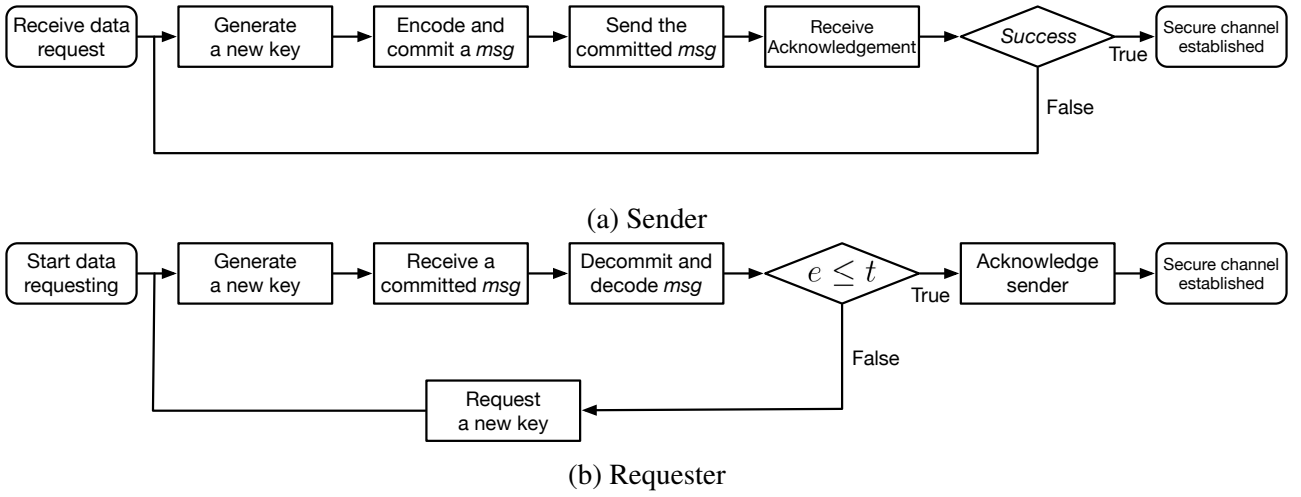 Receive data
request
Generate
a new key
Encode and
commit a msg
Send the
committed msg
Receive
Acknowledgement
Success
True
Secure channel
established
False
(a) Sender
Start data
requesting
Generate
a new key
Receive a
committed msg
Decommit and
decode msg
e ≤ t
True
Acknowledge
sender
Secure channel
established
False
Request
a new key
(b) Requester